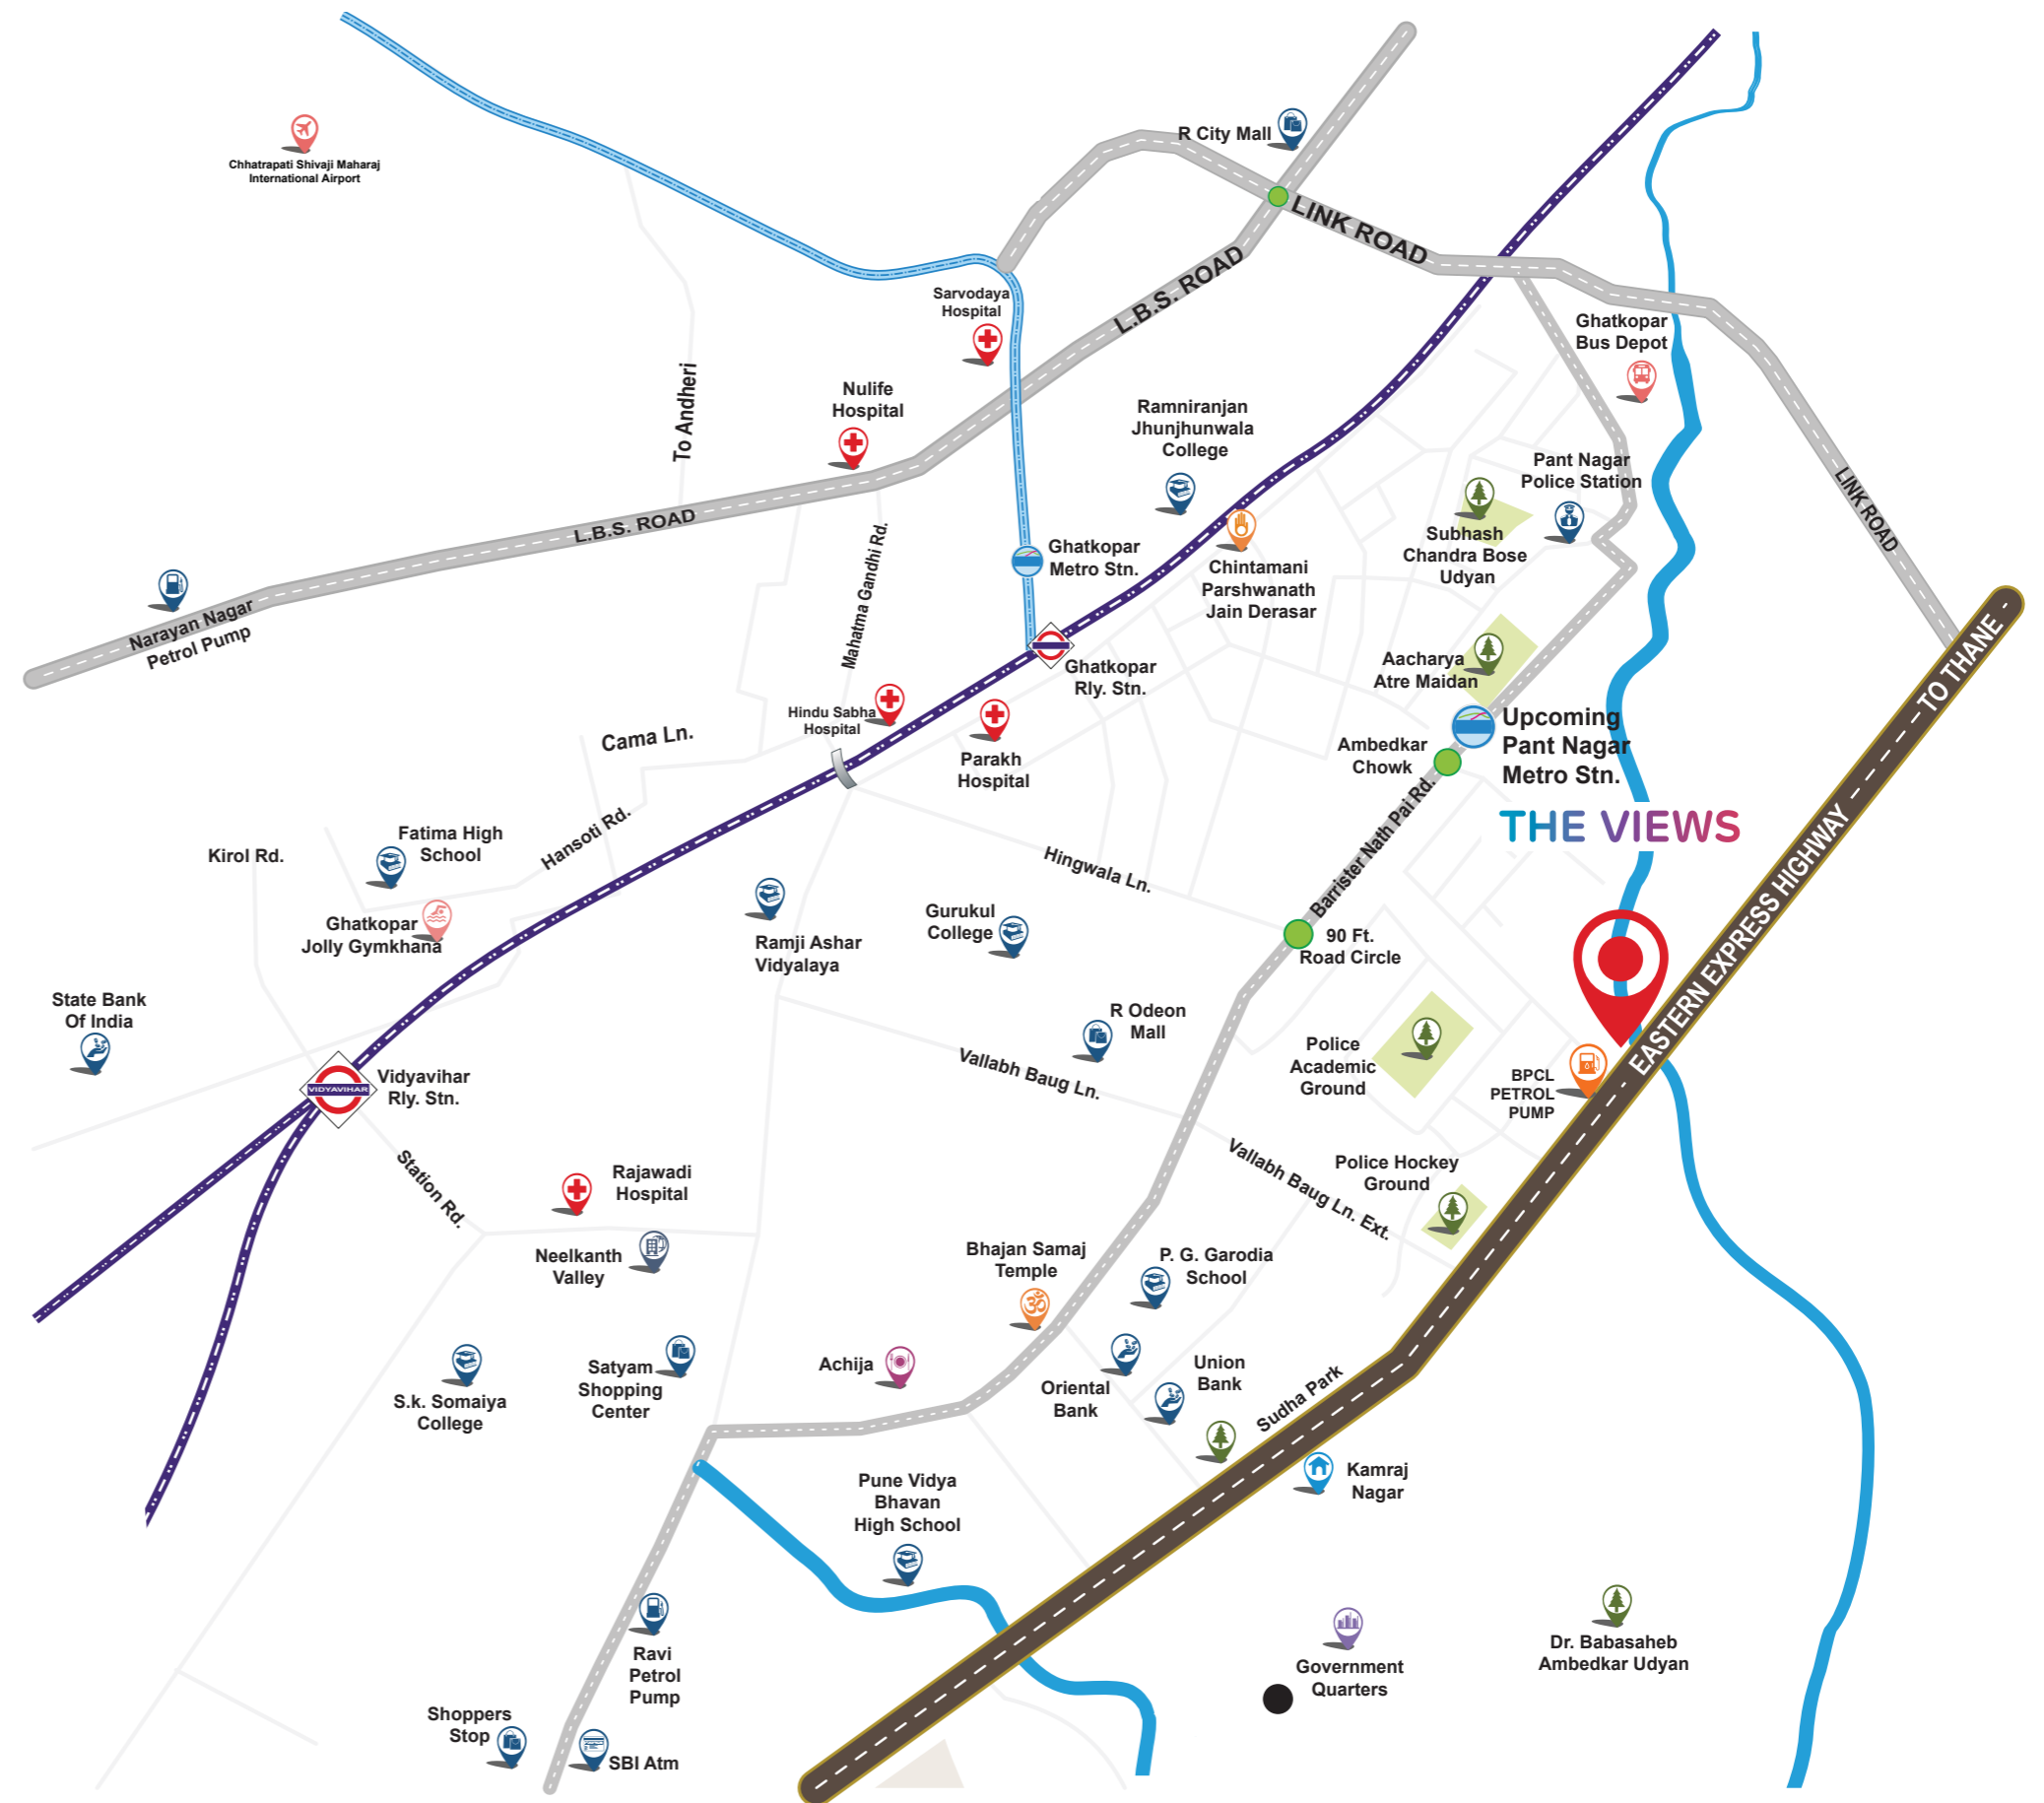 R City Mall
Chhatrapati Shivaji Maharaj
International Airport
LINK ROAD
L.B.S. ROAD
Sarvodaya
Hospital
Ghatkopar
Bus Depot
To Andheri
Nulife
Hospital
Ramniranjan
Jhunjhunwala
College
Pant Nagar
Police Station
LINK ROAD
L.B.S. ROAD
Mahatma Gandhi Rd.
Ghatkopar
Metro Stn.
Subhash
Chandra Bose
Udyan
Chintamani
Parshwanath
Jain Derasar
Narayan Nagar
Petrol Pump
Ghatkopar
Rly. Stn.
Aacharya
Atre Maidan
TO THANE
Hindu Sabha
Hospital
Cama Ln.
Parakh
Hospital
Ambedkar
Chowk
Upcoming
Pant Nagar
Metro Stn.
THE VIEWS
Kirol Rd.
Fatima High
School
Hansoti Rd.
Hingwala Ln.
Barrister Nath Pai Rd.
EASTERN EXPRESS HIGHWAY
Ghatkopar
Jolly Gymkhana
Ramji Ashar
Vidyalaya
Gurukul
College
90 Ft.
Road Circle
State Bank
Of India
R Odeon
Mall
Vallabh Baug Ln.
Police
Academic
Ground
BPCL
PETROL
PUMP
VIDYAVIHAR
Vidyavihar
Rly. Stn.
Station Rd.
Rajawadi
Hospital
Vallabh Baug Ln. Ext.
Police Hockey
Ground
Neelkanth
Valley
Bhajan Samaj
Temple
P. G. Garodia
School
Satyam
Shopping
Center
Achija
S.k. Somaiya
College
Oriental
Bank
Union
Bank
Sudha Park
Kamraj
Nagar
Pune Vidya
Bhavan
High School
Ravi
Petrol
Pump
Government
Quarters
Dr. Babasaheb
Ambedkar Udyan
Shoppers
Stop
SBI Atm